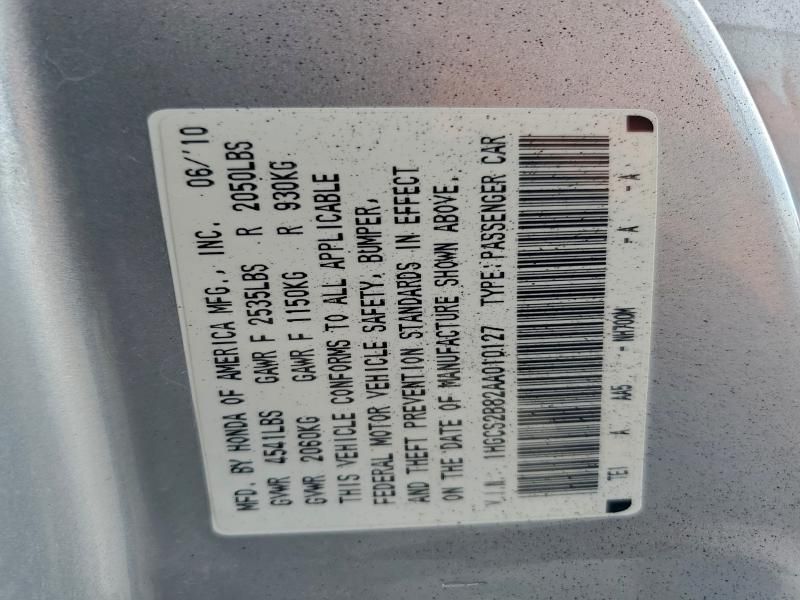 MFD. BY HONDA OF AMERICA MFG., INC. 06/'10
GVWR 4541LBS GAWR F 2535LBS R 2050LBS
GVWR 2060KG GAWR F 1150KG R 930KG
THIS VEHICLE CONFORMS TO ALL APPLICABLE
FEDERAL MOTOR VEHICLE SAFETY, BUMPER,
AND THEFT PREVENTION STANDARDS IN EFFECT
ON THE DATE OF MANUFACTURE SHOWN ABOVE.
V.I.N.: 1HGCS2B82AA010127 TYPE:PASSENGER CAR
TE1 A AA5 - NH700M - A - A